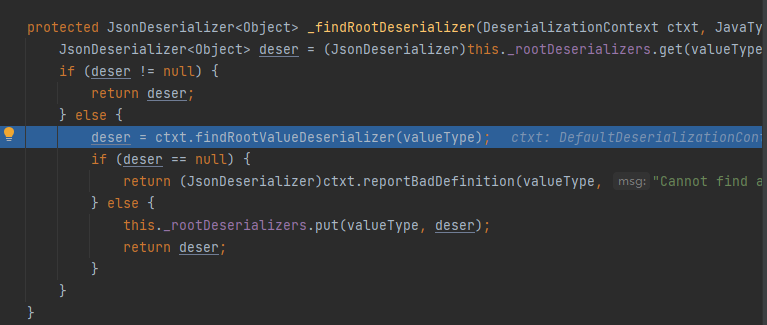 protected JsonDeserializer<Object> _findRootDeserializer(DeserializationContext ctxt, JavaTy
JsonDeserializer<Object> deser = (JsonDeserializer)this._rootDeserializers.get(valueType
if (deser != null) {
return deser;
} else {
deser = ctxt.findRootValueDeserializer(valueType); ctxt: DefaultDeserializationCont
if (deser == null) {
return (JsonDeserializer)ctxt.reportBadDefinition(valueType, msg: "Cannot find a
} else {
this._rootDeserializers.put(valueType, deser);
return deser;
}
}
}